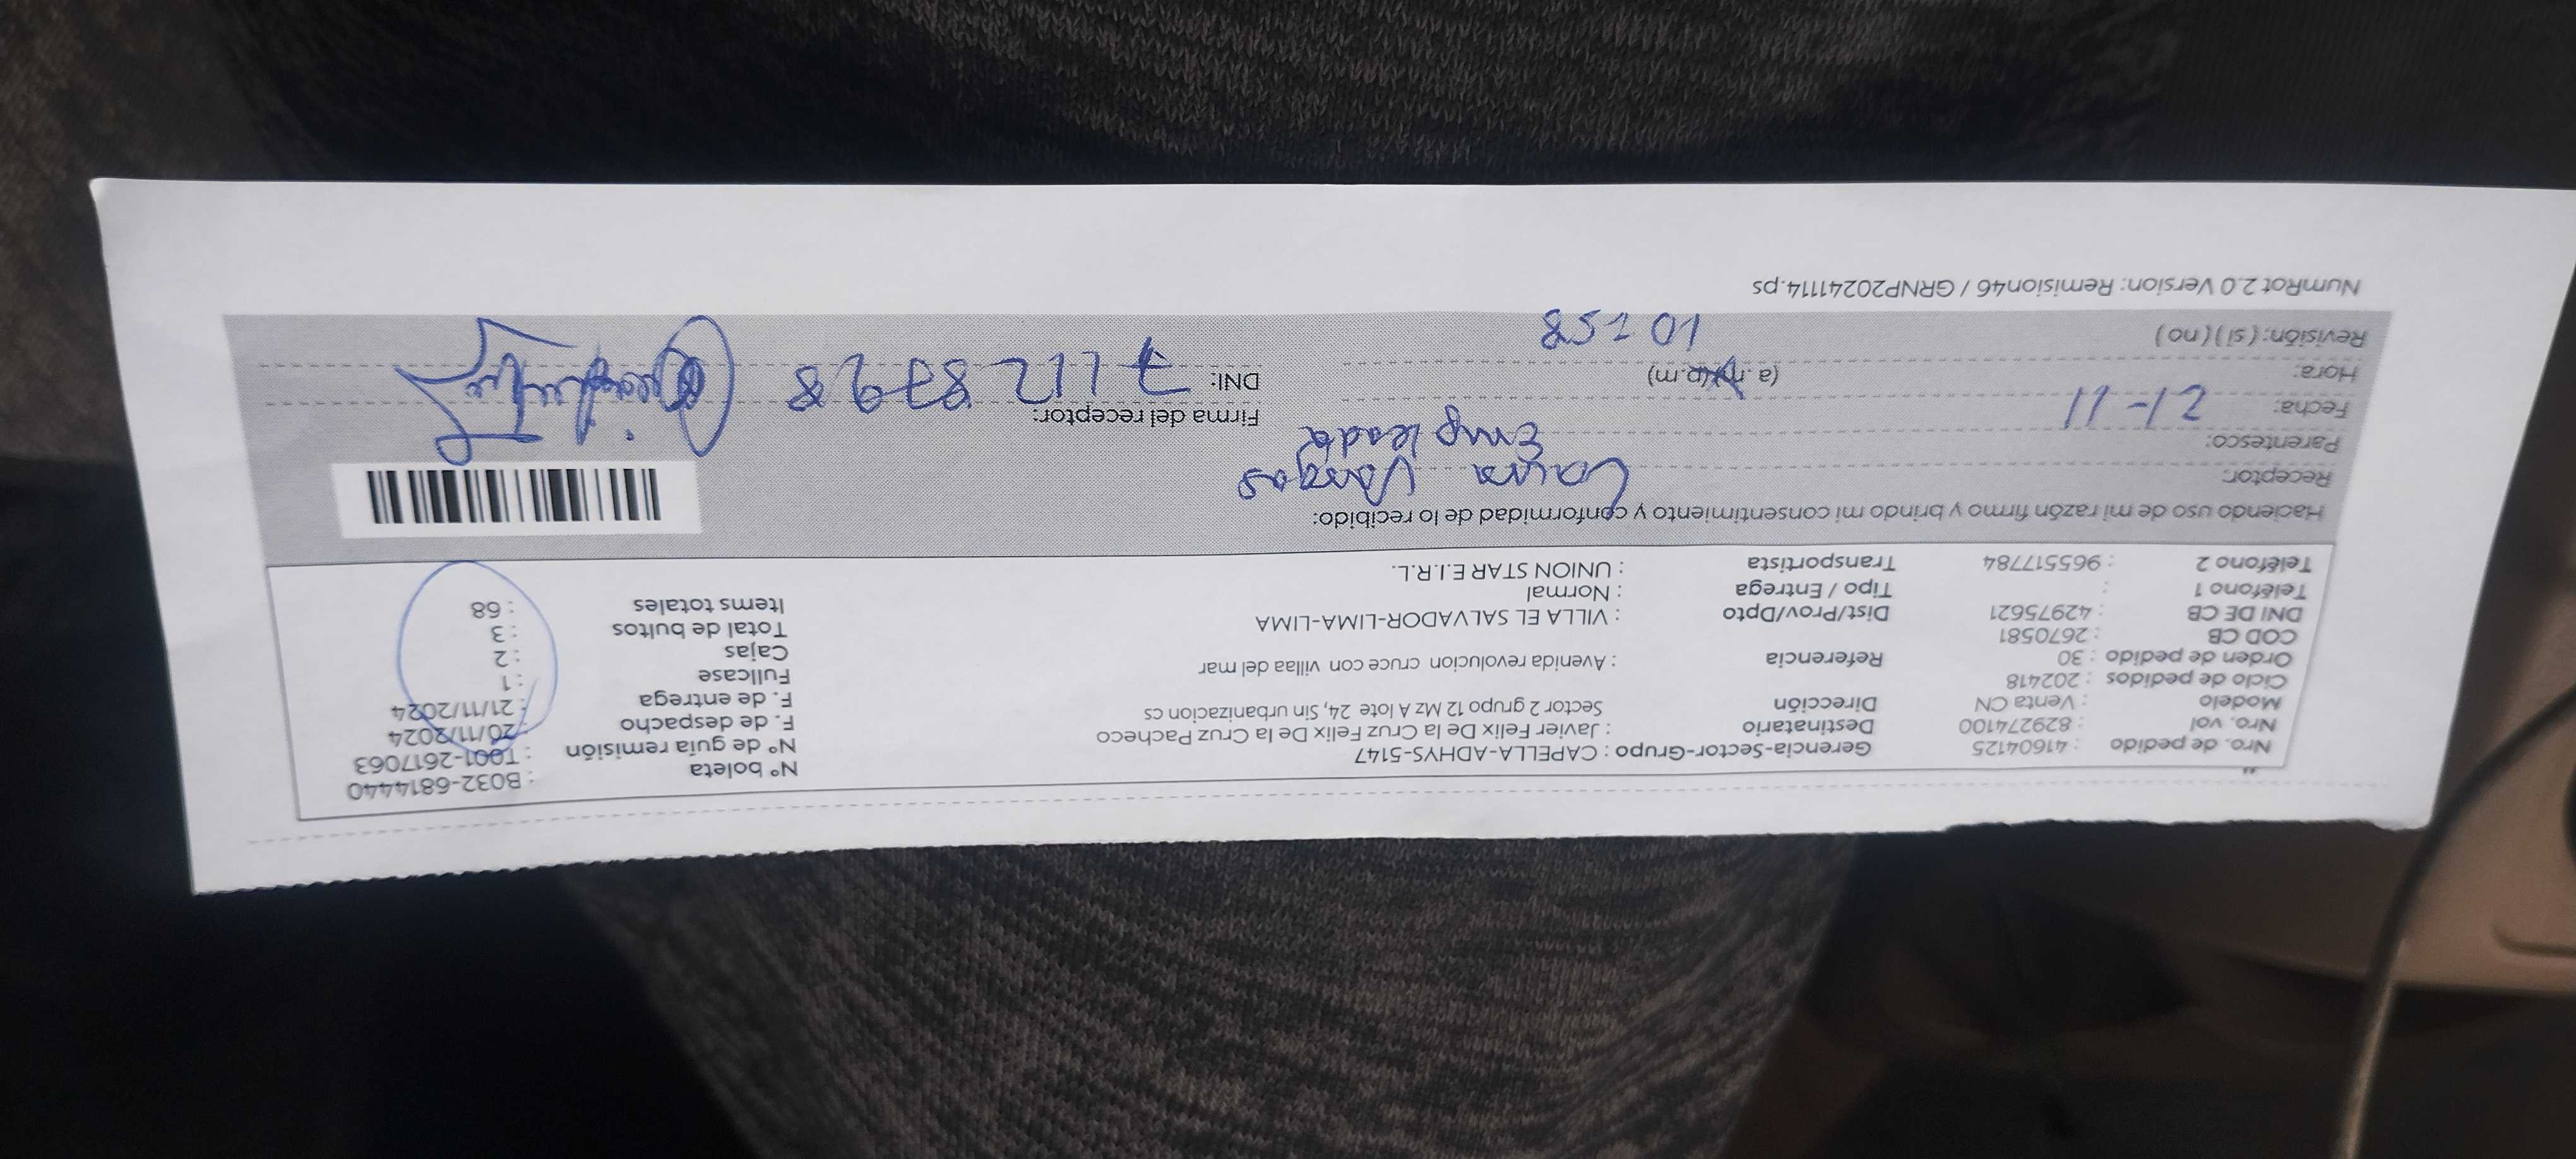 Nro. de pedido : 41604125
Nro. vol : 829274100
Modelo : Venta CN
Ciclo de pedidos : 202418
Orden de pedido : 30
COD CB : 2670581
DNI DE CB : 42975621
Teléfono 1 :
Teléfono 2 : 965517784
Gerencia-Sector-Grupo : CAPELLA-ADHYS-5147
Destinatario : Javier Felix De la Cruz Felix De la Cruz Pacheco
Dirección Sector 2 grupo 12 Mz A lote 24, Sin urbanizacion cs
Referencia : Avenida revolucion cruce con villaa del mar
Dist/Prov/Dpto : VILLA EL SALVADOR-LIMA-LIMA
Tipo / Entrega : Normal
Transportista : UNION STAR E.I.R.L.
N° boleta : B032-6814440
N° de guía remisión : T001-2617063
F. de despacho : 20/11/2024
F. de entrega : 21/11/2024
Fullcase : 1
Cajas : 2
Total de bultos : 3
Items totales : 68
Haciendo uso de mi razón firmo y brindo mi consentimiento y conformidad de lo recibido:
Receptor: Laura Vargas
Parentesco: Empleada
Fecha: 21-11
Hora: (a.m)(p.m)
Revisión: ( si ) ( no )
10:58
Firma del receptor:
DNI:
NumRot 2.0 Version: Remision46 / GRNP20241114.ps